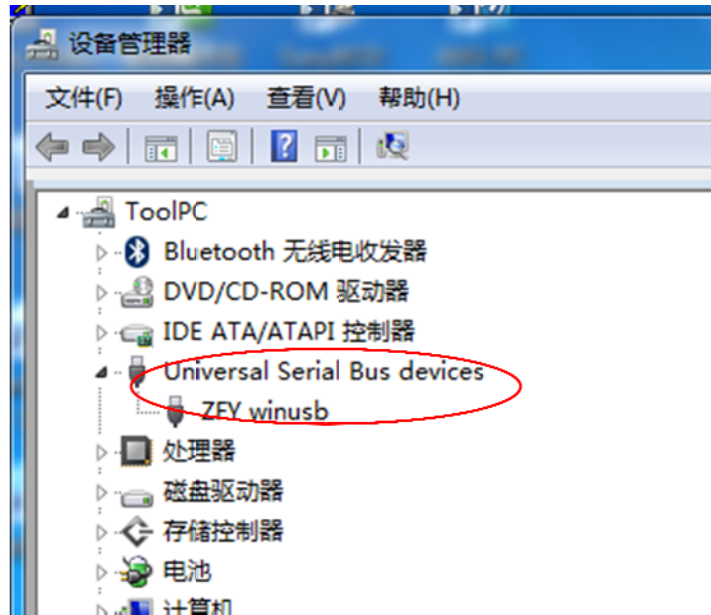 设备管理器
文件(F) 操作(A) 查看(V) 帮助(H)
ToolPC
Bluetooth 无线电收发器
DVD/CD-ROM 驱动器
IDE ATA/ATAPI 控制器
Universal Serial Bus devices
ZFY winusb
处理器
磁盘驱动器
存储控制器
电池
计算机